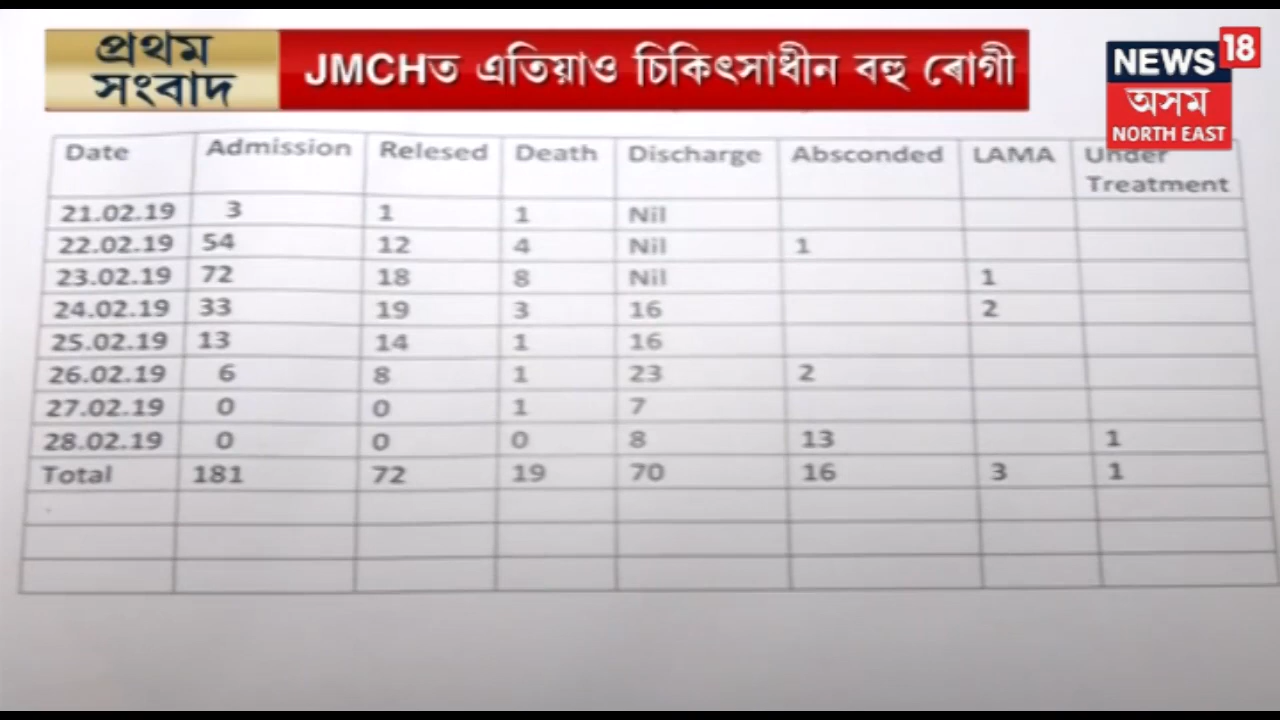 প্ৰথম
সংবাদ
JMCHত এতিয়াও চিকিৎসাধীন বহু ৰোগী
NEWS 18
অসম
NORTH EAST
Date Admission Relesed Death Discharge Absconded LAMA Under Treatment
21.02.19 3 1 1 Nil
22.02.19 54 12 4 Nil 1
23.02.19 72 18 8 Nil 1
24.02.19 33 19 3 16 2
25.02.19 13 14 1 16
26.02.19 6 8 1 23 2
27.02.19 0 0 1 7
28.02.19 0 0 0 8 13 1
Total 181 72 19 70 16 3 1